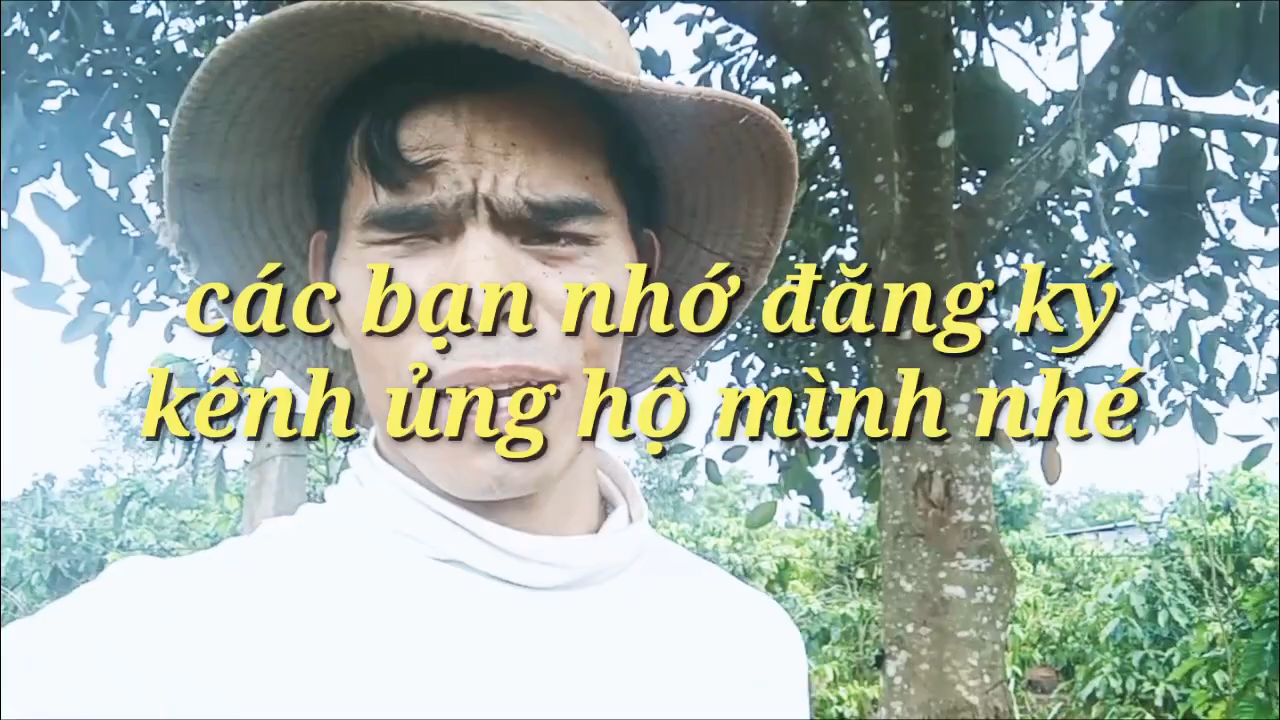 các bạn nhớ đăng ký
kênh ủng hộ mình nhé